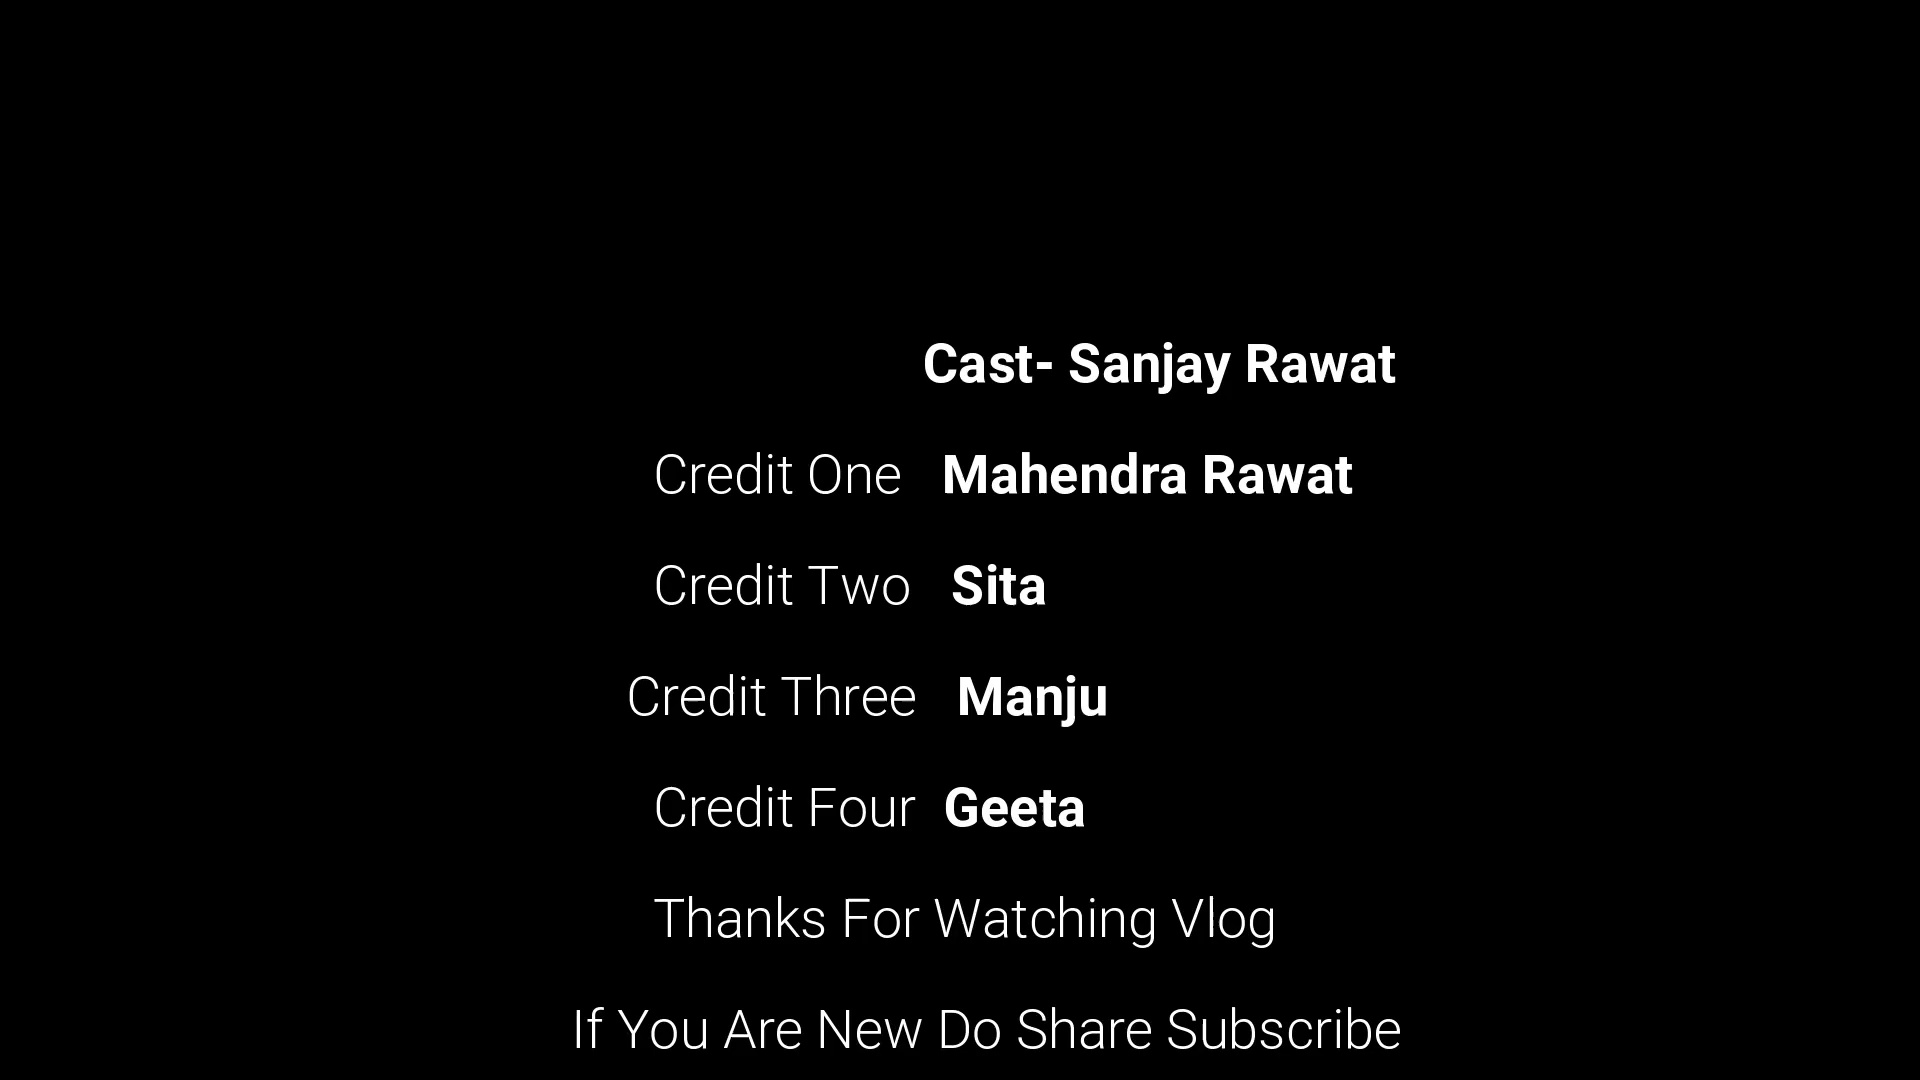 Cast- Sanjay Rawat
Credit One Mahendra Rawat
Credit Two Sita
Credit Three Manju
Credit Four Geeta
Thanks For Watching Vlog
If You Are New Do Share Subscribe